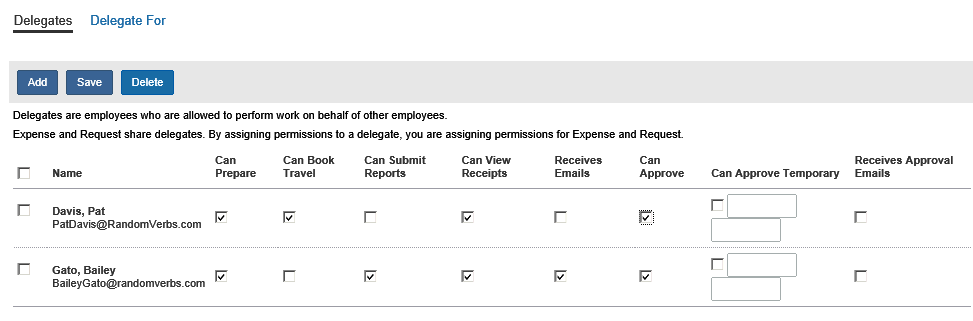 Delegates Delegate For
Add Save Delete
Delegates are employees who are allowed to perform work on behalf of other employees.
Expense and Request share delegates. By assigning permissions to a delegate, you are assigning permissions for Expense and Request.
Name Can Prepare Can Book Travel Can Submit Reports Can View Receipts Receives Emails Can Approve Can Approve Temporary Receives Approval Emails
Davis, Pat
PatDavis@RandomVerbs.com
Gato, Bailey
BaileyGato@randomverbs.com